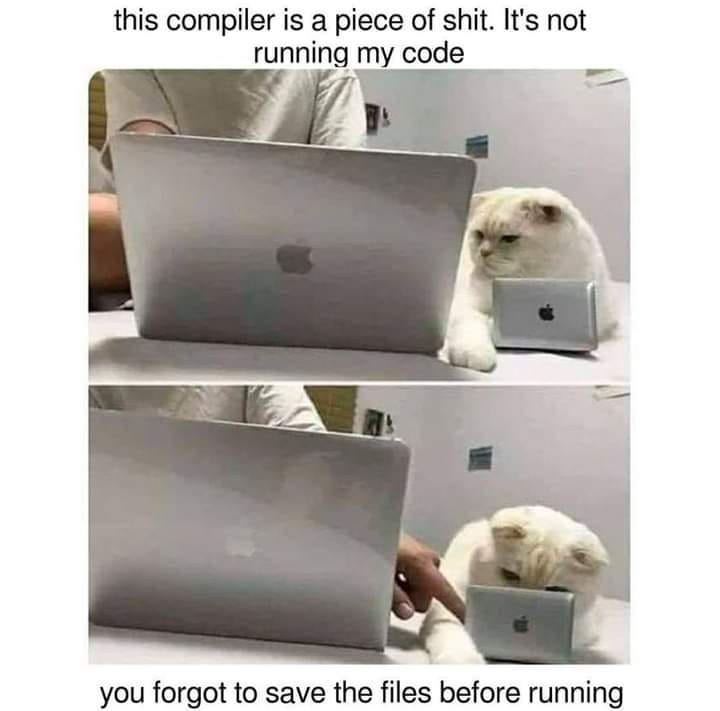 this compiler is a piece of shit. It's not
running my code
you forgot to save the files before running